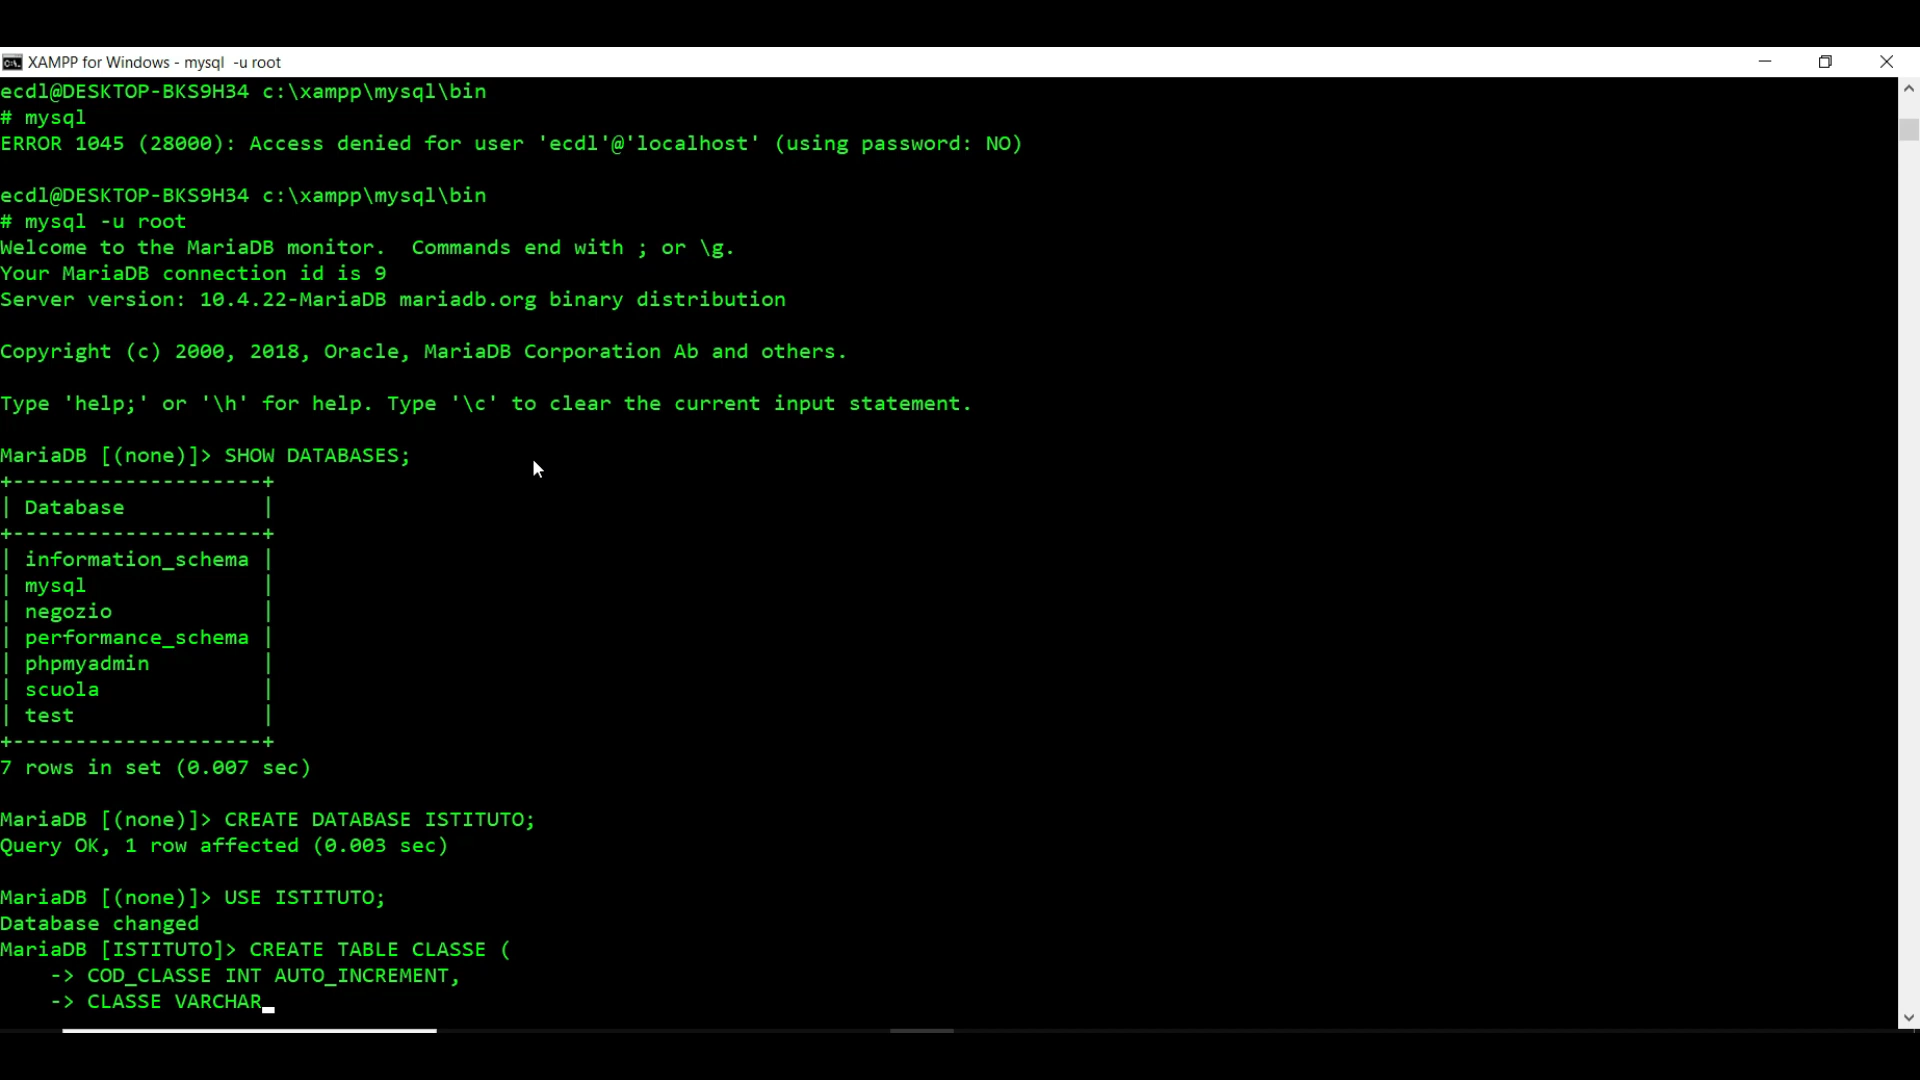 XAMPP for Windows - mysql  -u root
ecdl@DESKTOP-BKS9H34 c:\xampp\mysql\bin
# mysql
ERROR 1045 (28000): Access denied for user 'ecdl'@'localhost' (using password: NO)
ecdl@DESKTOP-BKS9H34 c:\xampp\mysql\bin
# mysql -u root
Welcome to the MariaDB monitor.  Commands end with ; or \g.
Your MariaDB connection id is 9
Server version: 10.4.22-MariaDB mariadb.org binary distribution
Copyright (c) 2000, 2018, Oracle, MariaDB Corporation Ab and others.
Type 'help;' or '\h' for help. Type '\c' to clear the current input statement.
MariaDB [(none)]> SHOW DATABASES;
+--------------------+
| Database           |
+--------------------+
| information_schema |
| mysql              |
| negozio            |
| performance_schema |
| phpmyadmin         |
| scuola             |
| test               |
+--------------------+
7 rows in set (0.007 sec)
MariaDB [(none)]> CREATE DATABASE ISTITUTO;
Query OK, 1 row affected (0.003 sec)
MariaDB [(none)]> USE ISTITUTO;
Database changed
MariaDB [ISTITUTO]> CREATE TABLE CLASSE (
    -> COD_CLASSE INT AUTO_INCREMENT,
    -> CLASSE VARCHAR_